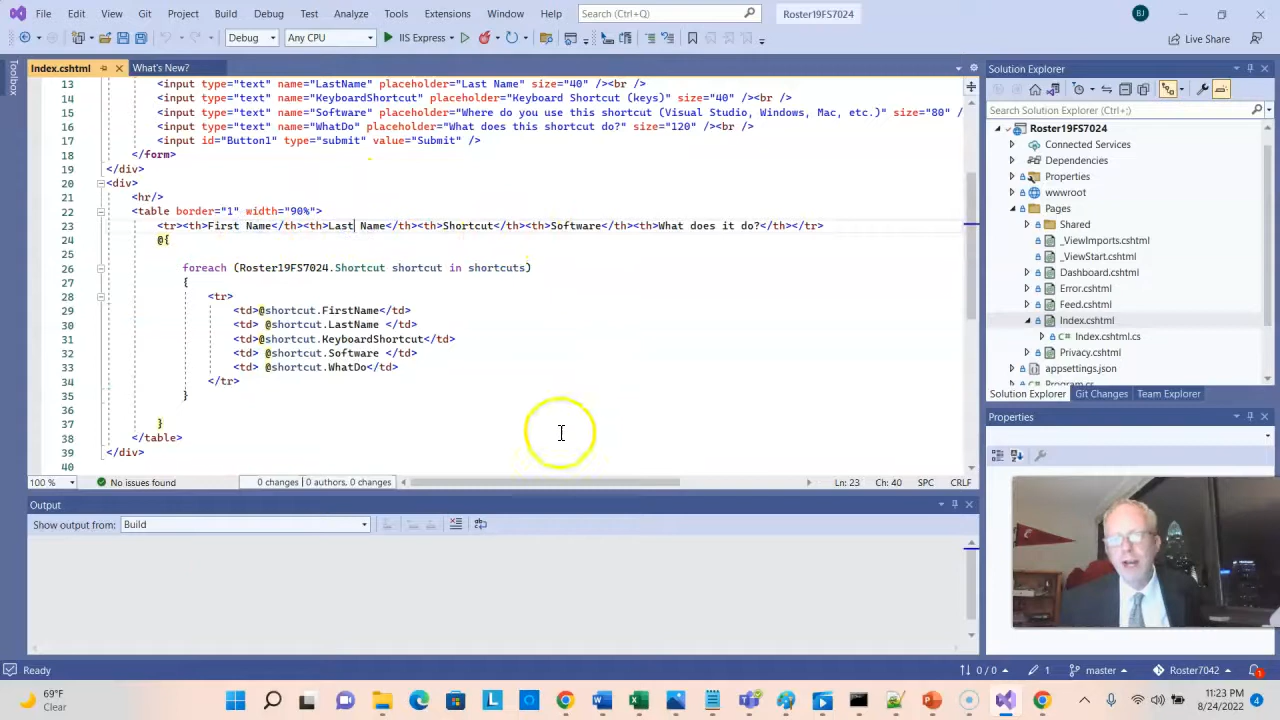 File Edit View Git Project Build Debug Test Analyze Tools Extensions Window Help Search (Ctrl+Q) Roster19FS7024 BJ
Debug Any CPU IIS Express Live Share
Toolbox
Index.cshtml What's New?
13 <input type="text" name="LastName" placeholder="Last Name" size="40" /><br />
14 <input type="text" name="KeyboardShortcut" placeholder="Keyboard Shortcut (keys)" size="40" /><br />
15 <input type="text" name="Software" placeholder="Where do you use this shortcut (Visual Studio, Windows, Mac, etc.)" size="80" /
16 <input type="text" name="WhatDo" placeholder="What does this shortcut do?" size="120" /><br />
17 <input id="Button1" type="submit" value="Submit" />
18 </form>
19 </div>
20 <div>
21 <hr/>
22 <table border="1" width="90%">
23 <tr><th>First Name</th><th>Last Name</th><th>Shortcut</th><th>Software</th><th>What does it do?</th></tr>
24 @{
25
26 foreach (Roster19FS7024.Shortcut shortcut in shortcuts)
27 {
28 <tr>
29 <td>@shortcut.FirstName</td>
30 <td> @shortcut.LastName </td>
31 <td>@shortcut.KeyboardShortcut</td>
32 <td> @shortcut.Software </td>
33 <td> @shortcut.WhatDo</td>
34 </tr>
35 }
36
37 }
38 </table>
39 </div>
40
100 % No issues found 0 changes | 0 authors, 0 changes Ln: 23 Ch: 40 SPC CRLF
Output
Show output from: Build
Solution Explorer
Search Solution Explorer (Ctrl+;)
Roster19FS7024
Connected Services
Dependencies
Properties
wwwroot
Pages
Shared
_ViewImports.cshtml
_ViewStart.cshtml
Dashboard.cshtml
Error.cshtml
Feed.cshtml
Index.cshtml
Index.cshtml.cs
Privacy.cshtml
appsettings.json
Program.cs
Solution Explorer Git Changes Team Explorer
Properties
Ready 0 / 0 1 master Roster7042 1
69°F
Clear
11:23 PM
8/24/2022 4